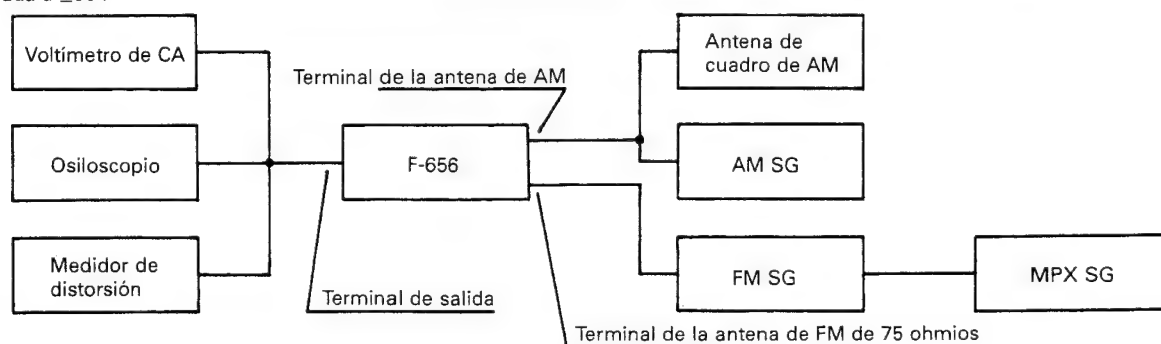 Voltímetro de CA
Osiloscopio
Medidor de
distorsión
Terminal de la antena de AM
F-656
Terminal de salida
Antena de
cuadro de AM
AM SG
FM SG
MPX SG
Terminal de la antena de FM de 75 ohmios